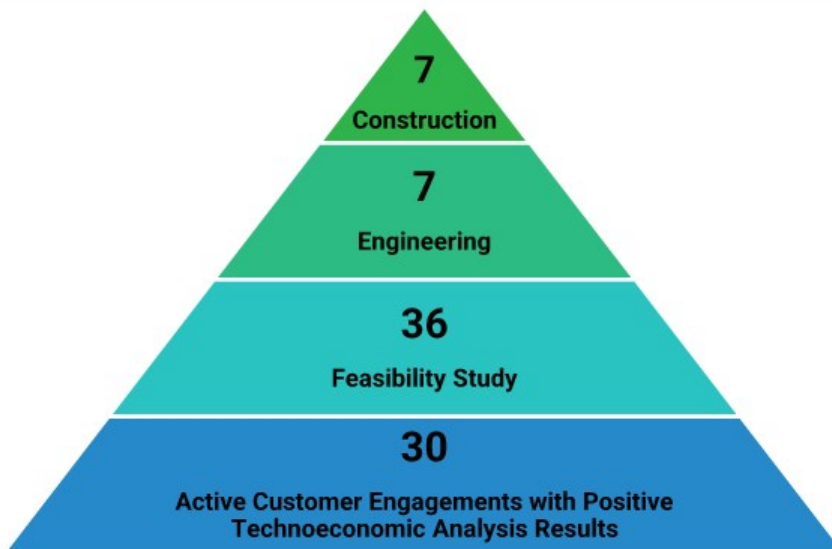 7
Construction
7
Engineering
36
Feasibility Study
30
Active Customer Engagements with Positive
Technoeconomic Analysis Results